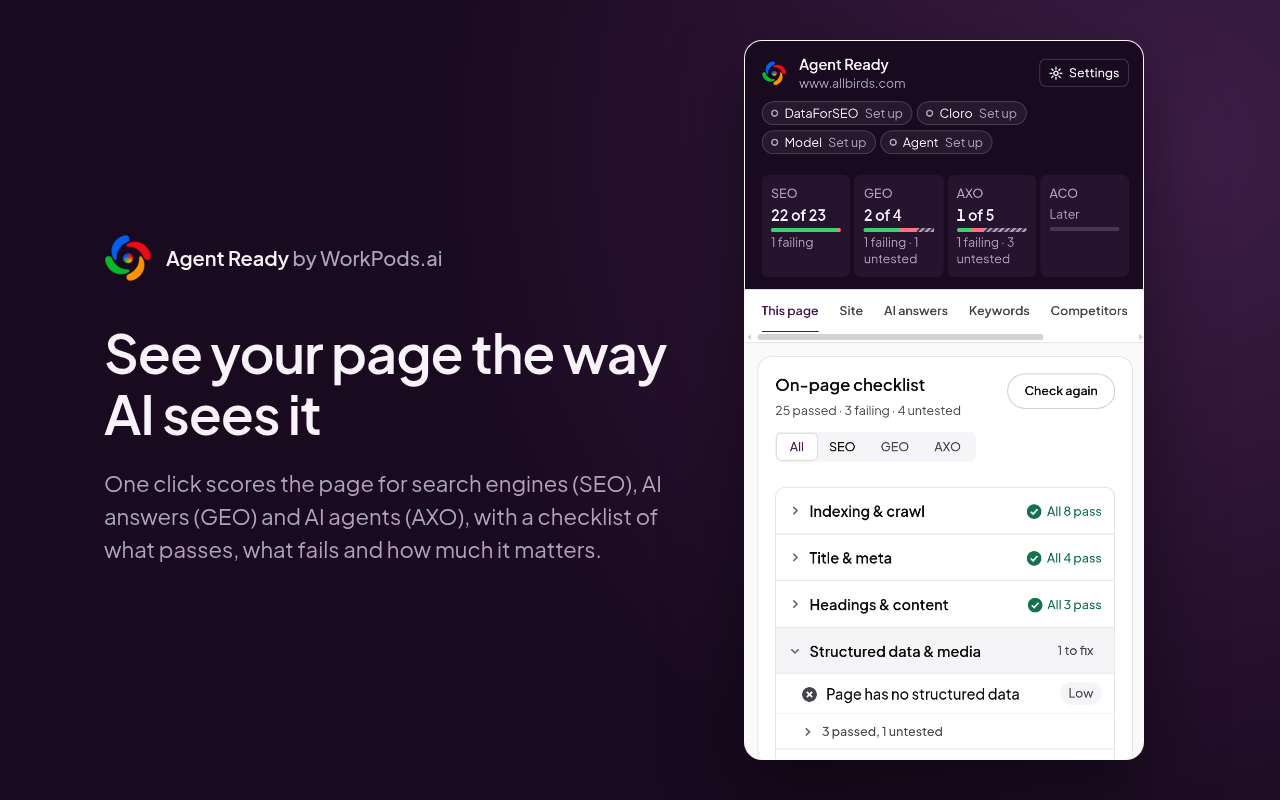 Agent Ready by WorkPods.ai
See your page the way
AI sees it
One click scores the page for search engines (SEO), AI
answers (GEO) and AI agents (AXO), with a checklist of
what passes, what fails and how much it matters.
Agent Ready
www.allbirds.com
Settings
DataForSEO Set up
Cloro Set up
Model Set up
Agent Set up
SEO
22 of 23
1 failing
GEO
2 of 4
1 failing · 1
untested
AXO
1 of 5
1 failing · 3
untested
ACO
Later
This page
Site
AI answers
Keywords
Competitors
On-page checklist
Check again
25 passed · 3 failing · 4 untested
All
SEO
GEO
AXO
Indexing & crawl
All 8 pass
Title & meta
All 4 pass
Headings & content
All 3 pass
Structured data & media
1 to fix
Page has no structured data
Low
3 passed, 1 untested